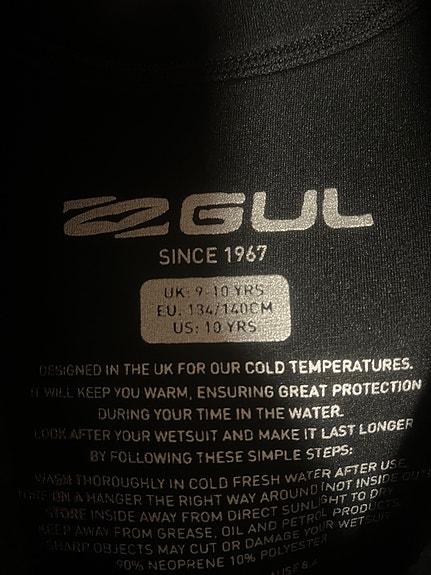 GUL
SINCE 1967
UK: 9-10 YRS
EU: 134/140CM
US: 10 YRS
DESIGNED IN THE UK FOR OUR COLD TEMPERATURES.
IT WILL KEEP YOU WARM, ENSURING GREAT PROTECTION
DURING YOUR TIME IN THE WATER.
LOOK AFTER YOUR WETSUIT AND MAKE IT LAST LONGER
BY FOLLOWING THESE SIMPLE STEPS:
WASH THOROUGHLY IN COLD FRESH WATER AFTER USE
ON A HANGER THE RIGHT WAY AROUND (NOT INSIDE OUT
STORE INSIDE AWAY FROM DIRECT SUNLIGHT TO DRY
KEEP AWAY FROM GREASE, OIL AND PETROL PRODUCTS
SHARP OBJECTS MAY CUT OR DAMAGE YOUR WETSUIT
90% NEOPRENE 10% POLYESTER